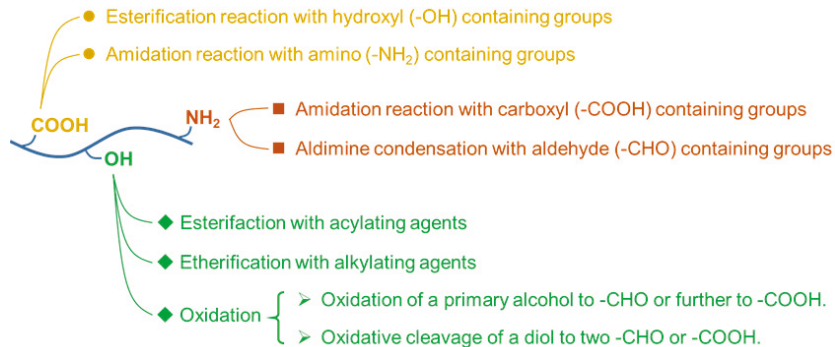 Esterification reaction with hydroxyl (-OH) containing groups
Amidation reaction with amino (-NH₂) containing groups
COOH
NH₂
Amidation reaction with carboxyl (-COOH) containing groups
Aldimine condensation with aldehyde (-CHO) containing groups
OH
Esterifaction with acylating agents
Etherification with alkylating agents
Oxidation
Oxidation of a primary alcohol to -CHO or further to -COOH.
Oxidative cleavage of a diol to two -CHO or -COOH.